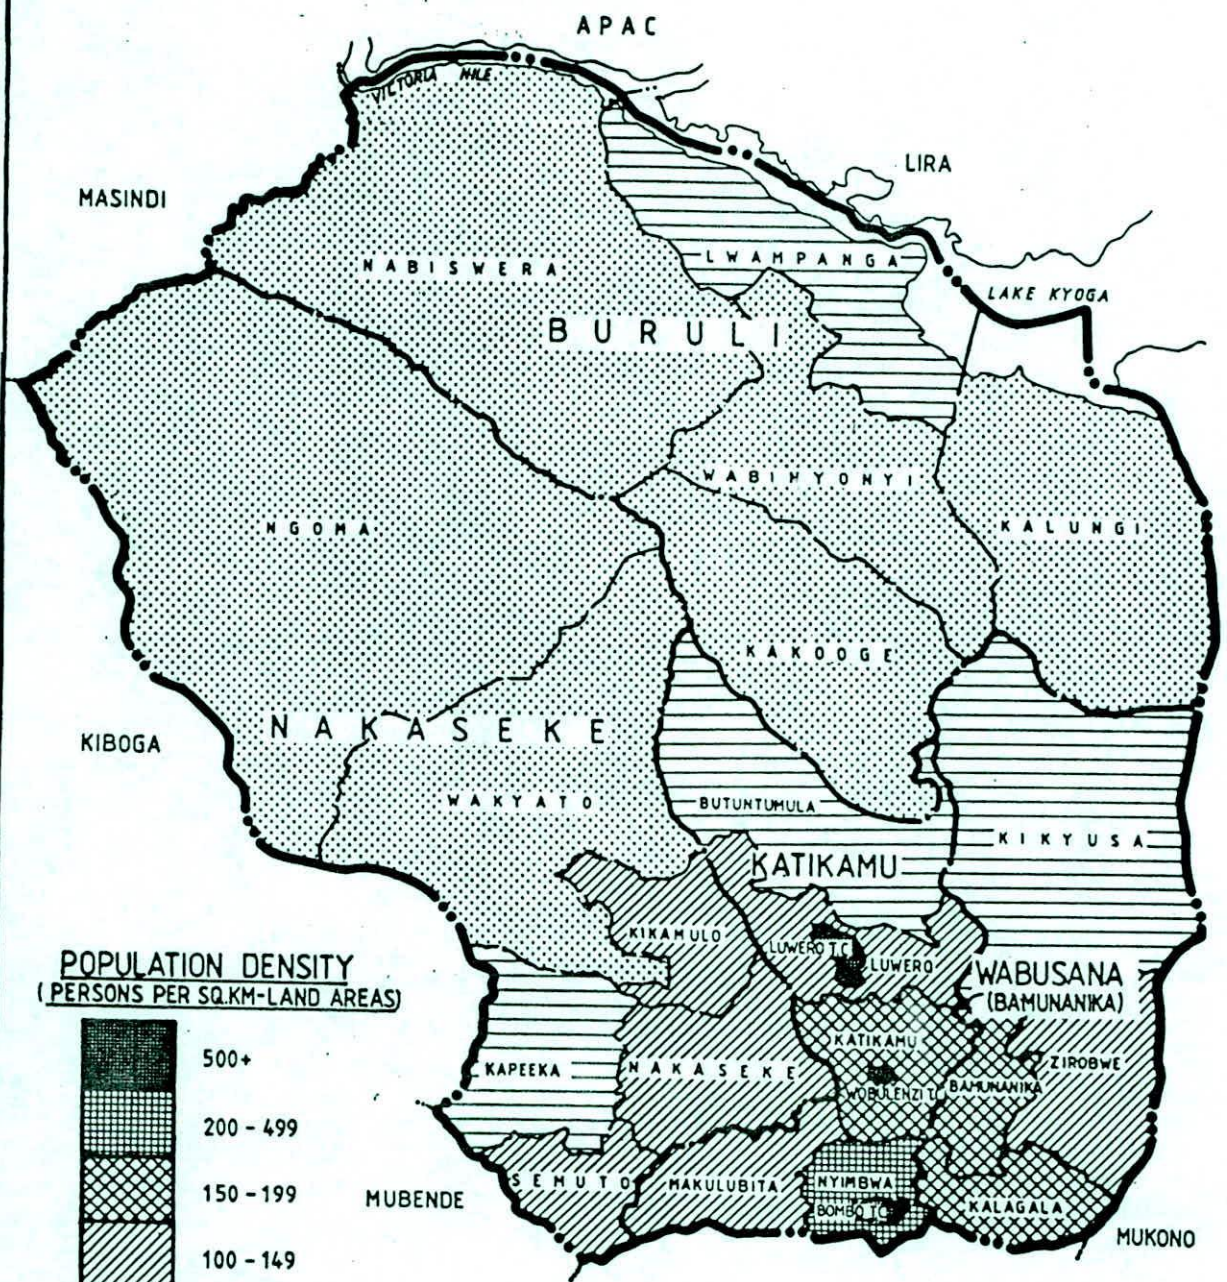 APAC
VICTORIA NILE
LIRA
MASINDI
LWAMPANGA
NABISWERA
LAKE KYOGA
BURULI
WABINYONYI
NGOMA
KALUNGI
KAKOOGE
NAKASEKE
KIBOGA
WAKYATO
BUTUNTUMULA
KIKYUSA
KATIKAMU
KIKAMULO
LUWERO T.C
LUWERO
WABUSANA
(BAMUNANIKA)
POPULATION DENSITY
(PERSONS PER SQ.KM-LAND AREAS)
KATIKAMU
ZIROBWE
KAPEEKA
NAKASEKE
BAMUNANIKA
WOBULENZI T.C
500+
200 - 499
150 - 199
100 - 149
SEMUTO
MAKULUBITA
NYIMBWA
MUBENDE
BOMBO T.C
KALAGALA
MUKONO